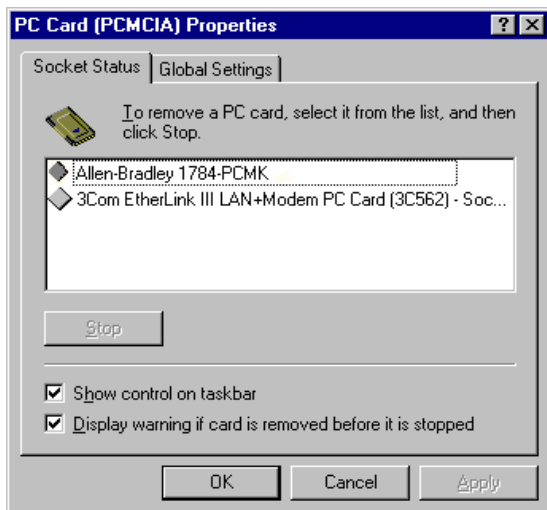 PC Card (PCMCIA) Properties
Socket Status
Global Settings
To remove a PC card, select it from the list, and then
click Stop.
Allen-Bradley 1784-PCMK
3Com EtherLink III LAN+Modem PC Card (3C562) - Soc...
Stop
Show control on taskbar
Display warning if card is removed before it is stopped
OK
Cancel
Apply